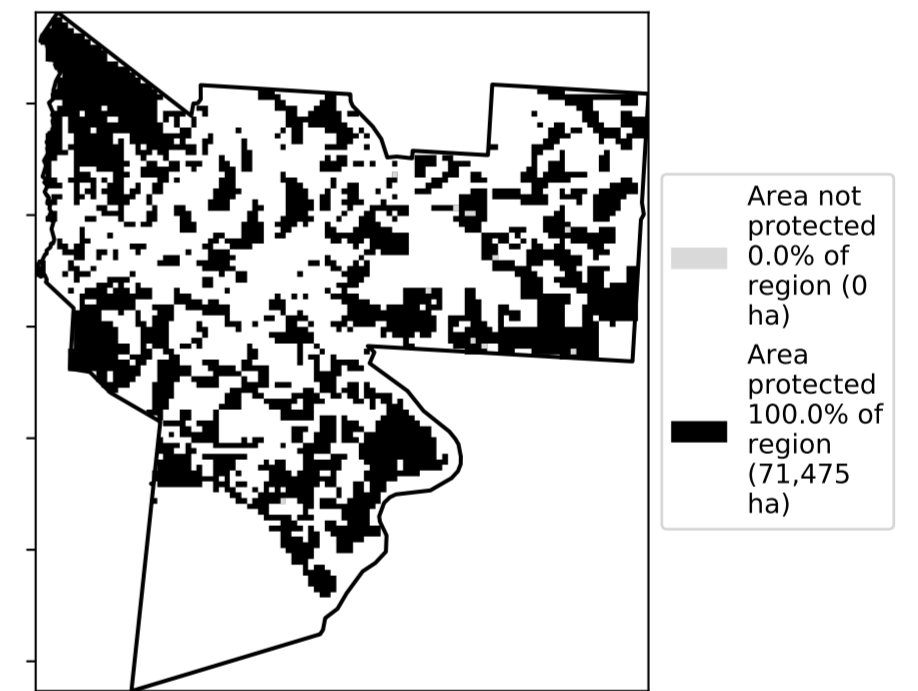 Area not
protected
0.0% of
region (0
ha)
Area
protected
100.0% of
region
(71,475
ha)